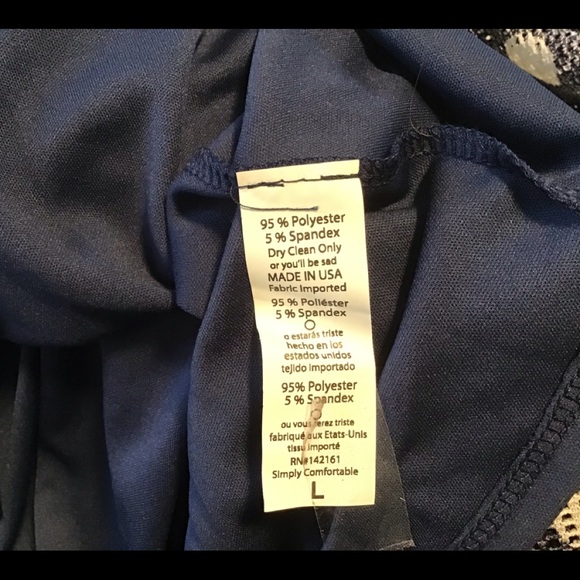 95 % Polyester
5 % Spandex
Dry Clean Only
or you'll be sad
MADE IN USA
Fabric Imported
95 % Poliéster
5 % Spandex
o estarás triste
hecho en los
estados unidos
tejido importado
95% Polyester
5 % Spandex
ou vous serez triste
fabriqué aux Etats-Unis
tissu importé
RN#142161
Simply Comfortable
L